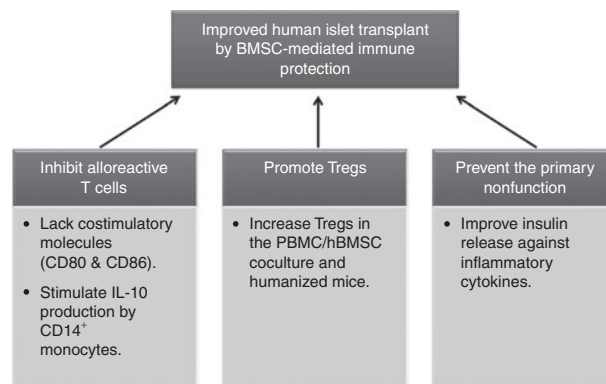 Improved human islet transplant
by BMSC-mediated immune
protection
Inhibit alloreactive
T cells
• Lack costimulatory
molecules
(CD80 & CD86).
• Stimulate IL-10
production by
CD14⁺
monocytes.
Promote Tregs
• Increase Tregs in
the PBMC/hBMSC
coculture and
humanized mice.
Prevent the primary
nonfunction
• Improve insulin
release against
inflammatory
cytokines.